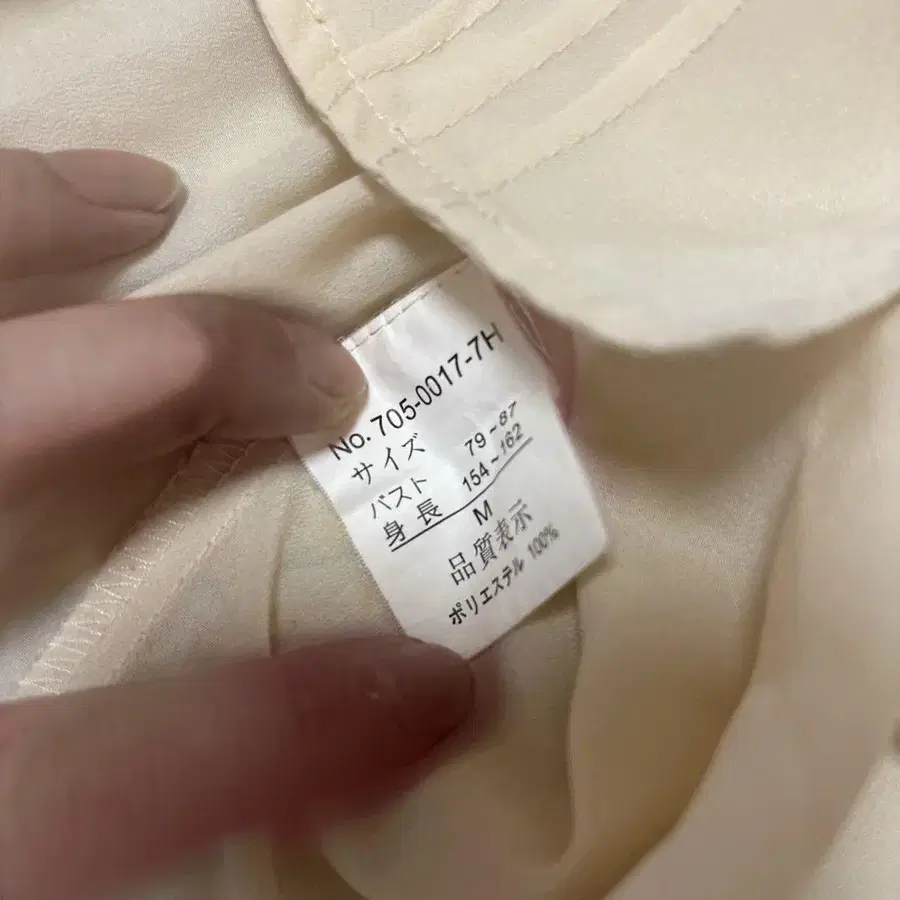 No. 705-0017-7H
サイズ
バスト 79~87
身長 154~162
M
品質表示
ポリエステル 100%